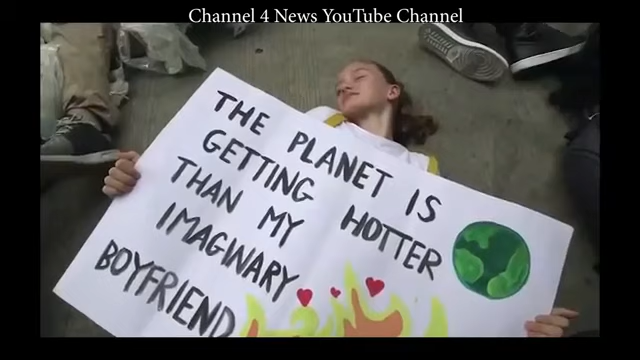 Channel 4 News YouTube Channel
THE PLANET IS
GETTING HOTTER
THAN MY
IMAGINARY
BOYFRIEND